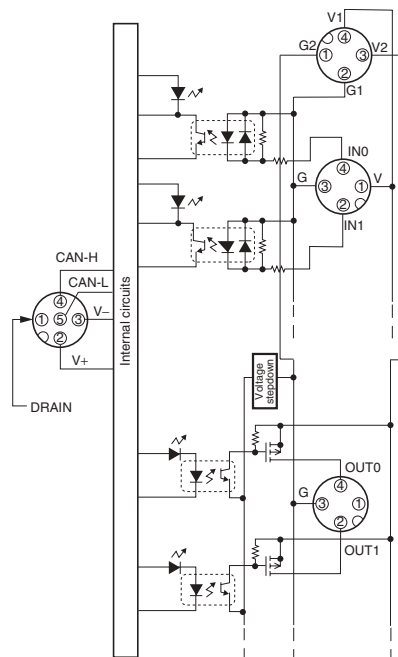 V1
G2
④
①
③
V2
②
G1
IN0
④
G
③
①
V
②
IN1
CAN-H
CAN-L
④
①
⑤
③
V−
②
V+
DRAIN
Internal circuits
Voltage
stepdown
OUT0
④
G
③
①
②
OUT1